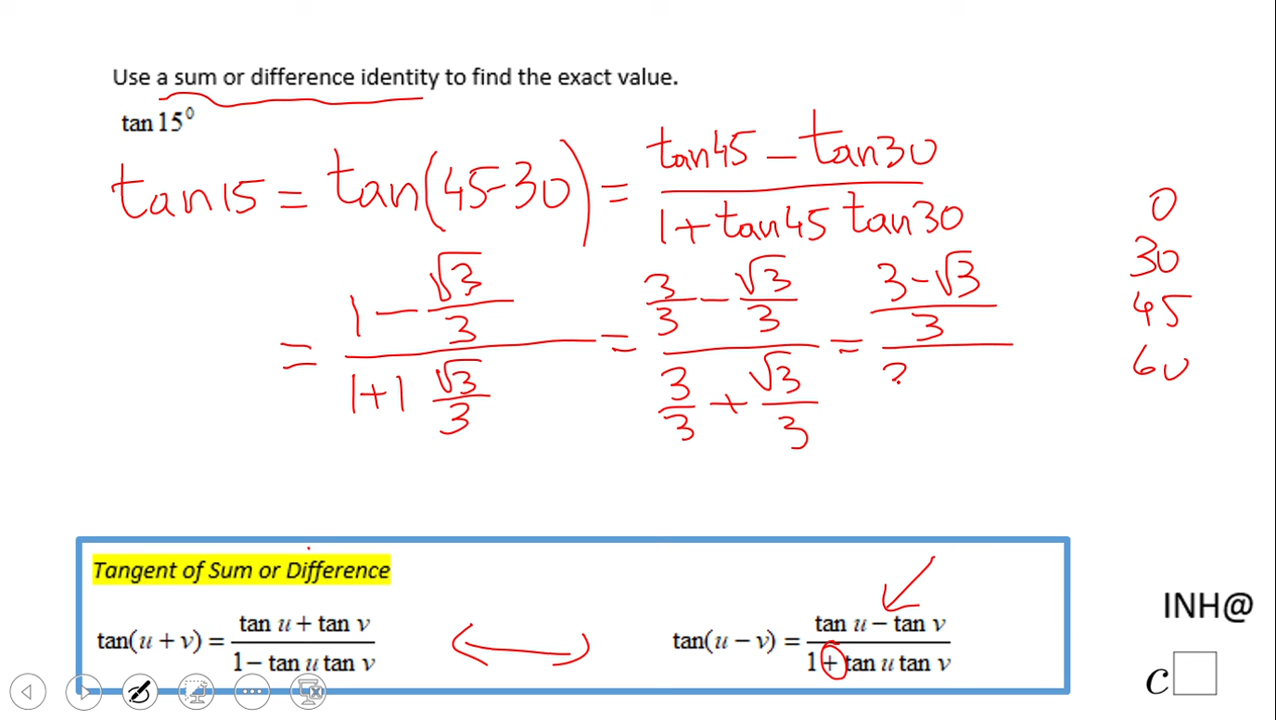 Use a sum or difference identity to find the exact value.
tan 15⁰
tan15 = tan(45-30) = (tan45 - tan30)/(1+tan45 tan30)
= (1 - √3/3)/(1+1 √3/3) = (3/3 - √3/3)/(3/3 + √3/3) = ((3-√3)/3)/(?
0
30
45
60
Tangent of Sum or Difference
tan(u + v) = (tan u + tan v)/(1 - tan u tan v)
tan(u - v) = (tan u - tan v)/(1 + tan u tan v)
INH@
c